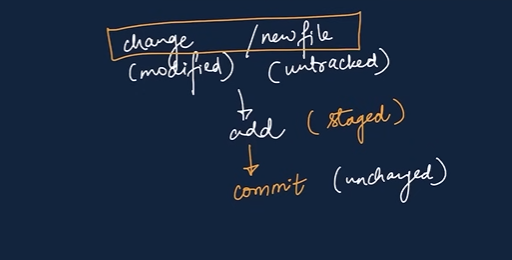 change /new file
(modified) (untracked)
add (staged)
commit (unchanged)